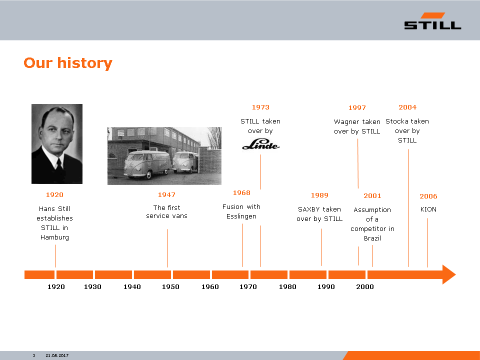 STILL
Our history
1973
STILL taken
over by
Linde
1997
Wagner taken
over by STILL
2004
Stocka taken
over by
STILL
1920
Hans Still
establishes
STILL in
Hamburg
1947
The first
service vans
1968
Fusion with
Esslingen
1989
SAXBY taken
over by STILL
2001
Assumption
of a
competitor in
Brazil
2006
KION
1920 1930 1940 1950 1960 1970 1980 1990 2000
3 21.08.2017